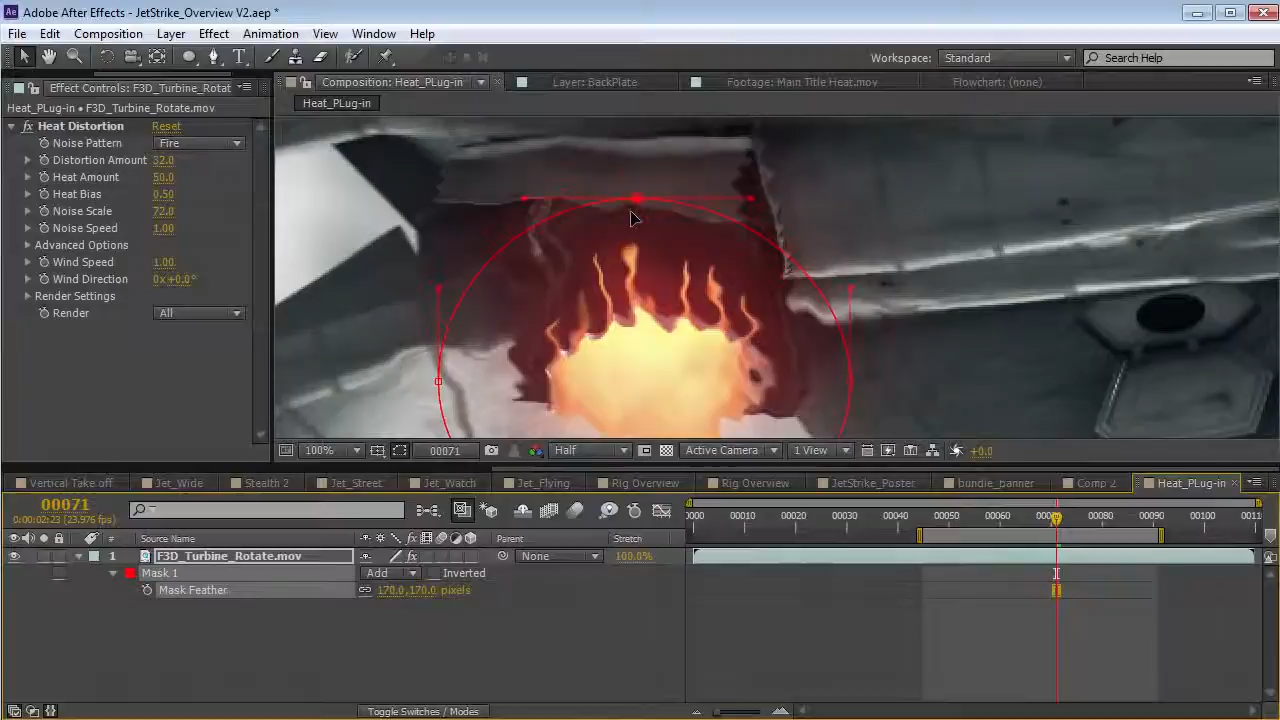 Adobe After Effects - JetStrike_Overview V2.aep *
File Edit Composition Layer Effect Animation View Window Help
Workspace: Standard Search Help
Effect Controls: F3D_Turbine_Rotat
Composition: Heat_PLug-in Layer: BackPlate Footage: Main Title Heat.mov Flowchart: (none)
F3D_Turbine_Rotate.mov
Heat_PLug-in • F3D_Turbine_Rotate.mov
Heat_PLug-in
fx Heat Distortion Reset
Noise Pattern Fire
Distortion Amount 32.0
Heat Amount 50.0
Heat Bias 0.50
Noise Scale 72.0
Noise Speed 1.00
Advanced Options
Wind Speed 1.00
Wind Direction 0x+0.0°
Render Settings
Render All
100% 00071 Half Active Camera 1 View +0.0
Vertical Take off Jet_Wide Stealth 2 Jet_Street Jet_Watch Jet_Flying Rig Overview Rig Overview JetStrike_Poster bundle_panner Comp 2 Heat_PLug-in
00071
0:00:02:23 (23.976 fps)
0000 00010 00020 00030 00040 00050 00060 00080 00090 00100
# Source Name Parent Stretch
1 F3D_Turbine_Rotate.mov None 100.0%
Mask 1 Add Inverted
Mask Feather 170.0,170.0 pixels
Toggle Switches / Modes